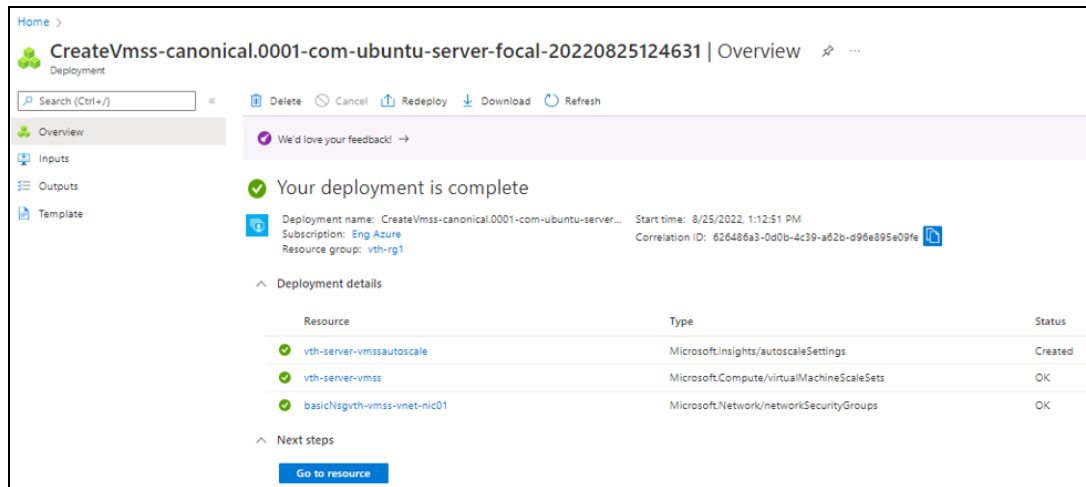 Home >
CreateVmss-canonical.0001-com-ubuntu-server-focal-20220825124631 | Overview ...
Deployment
Search (Ctrl+/) «
Delete Cancel Redeploy Download Refresh
Overview
Inputs
Outputs
Template
We'd love your feedback! →
Your deployment is complete
Deployment name: CreateVmss-canonical.0001-com-ubuntu-server...
Subscription: Eng Azure
Resource group: vth-rg1
Start time: 8/25/2022, 1:12:51 PM
Correlation ID: 626486a3-0d0b-4c39-a62b-d96e895e09fe
Deployment details
Resource Type Status
vth-server-vmssautoscale Microsoft.Insights/autoscaleSettings Created
vth-server-vmss Microsoft.Compute/virtualMachineScaleSets OK
basicNsgvth-vmss-vnet-nic01 Microsoft.Network/networkSecurityGroups OK
Next steps
Go to resource